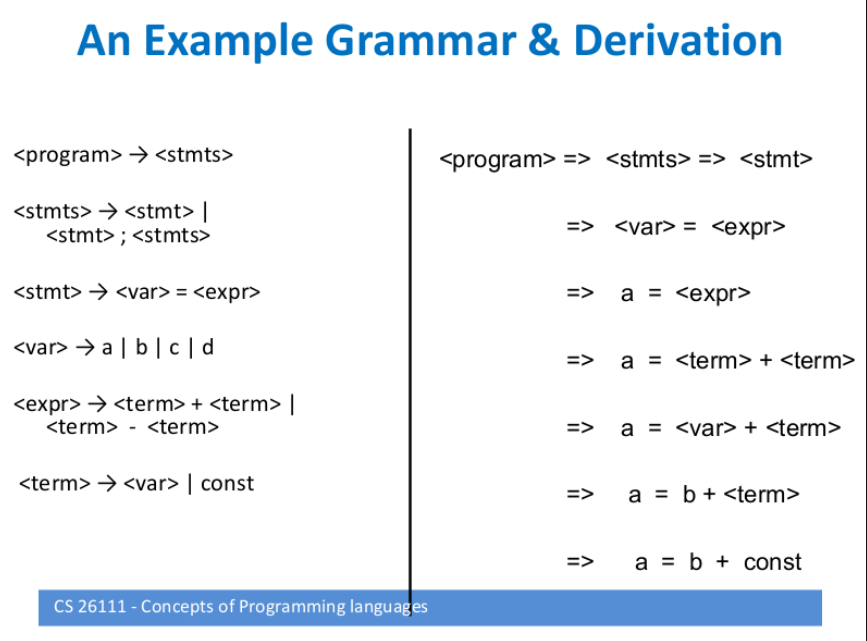 An Example Grammar & Derivation
<program> → <stmts>
<stmts> → <stmt> |
<stmt> ; <stmts>
<stmt> → <var> = <expr>
<var> → a | b | c | d
<expr> → <term> + <term> |
<term> - <term>
<term> → <var> | const
<program> => <stmts> => <stmt>
=> <var> = <expr>
=> a = <expr>
=> a = <term> + <term>
=> a = <var> + <term>
=> a = b + <term>
=> a = b + const
CS 26111 - Concepts of Programming languages